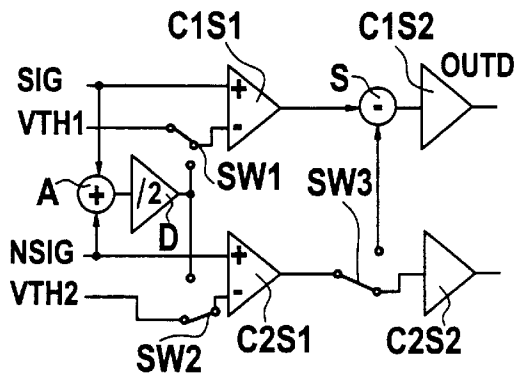 C1S1
C1S2
SIG
S
OUTD
+
-
-
VTH1
SW1
SW3
A
+
/2
D
NSIG
+
-
VTH2
SW2
C2S1
C2S2